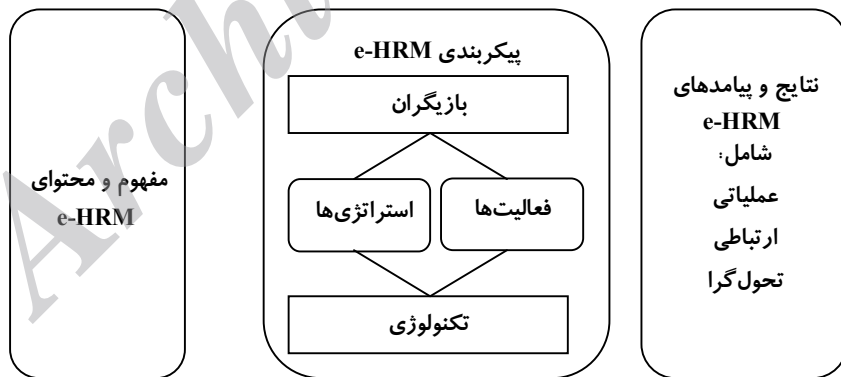 نتایج و پیامدهای
e-HRM
شامل:
عملیاتی
ارتباطی
تحول‌گرا
پیکربندی e-HRM
بازیگران
فعالیت‌ها
استراتژی‌ها
تکنولوژی
مفهوم و محتوای
e-HRM